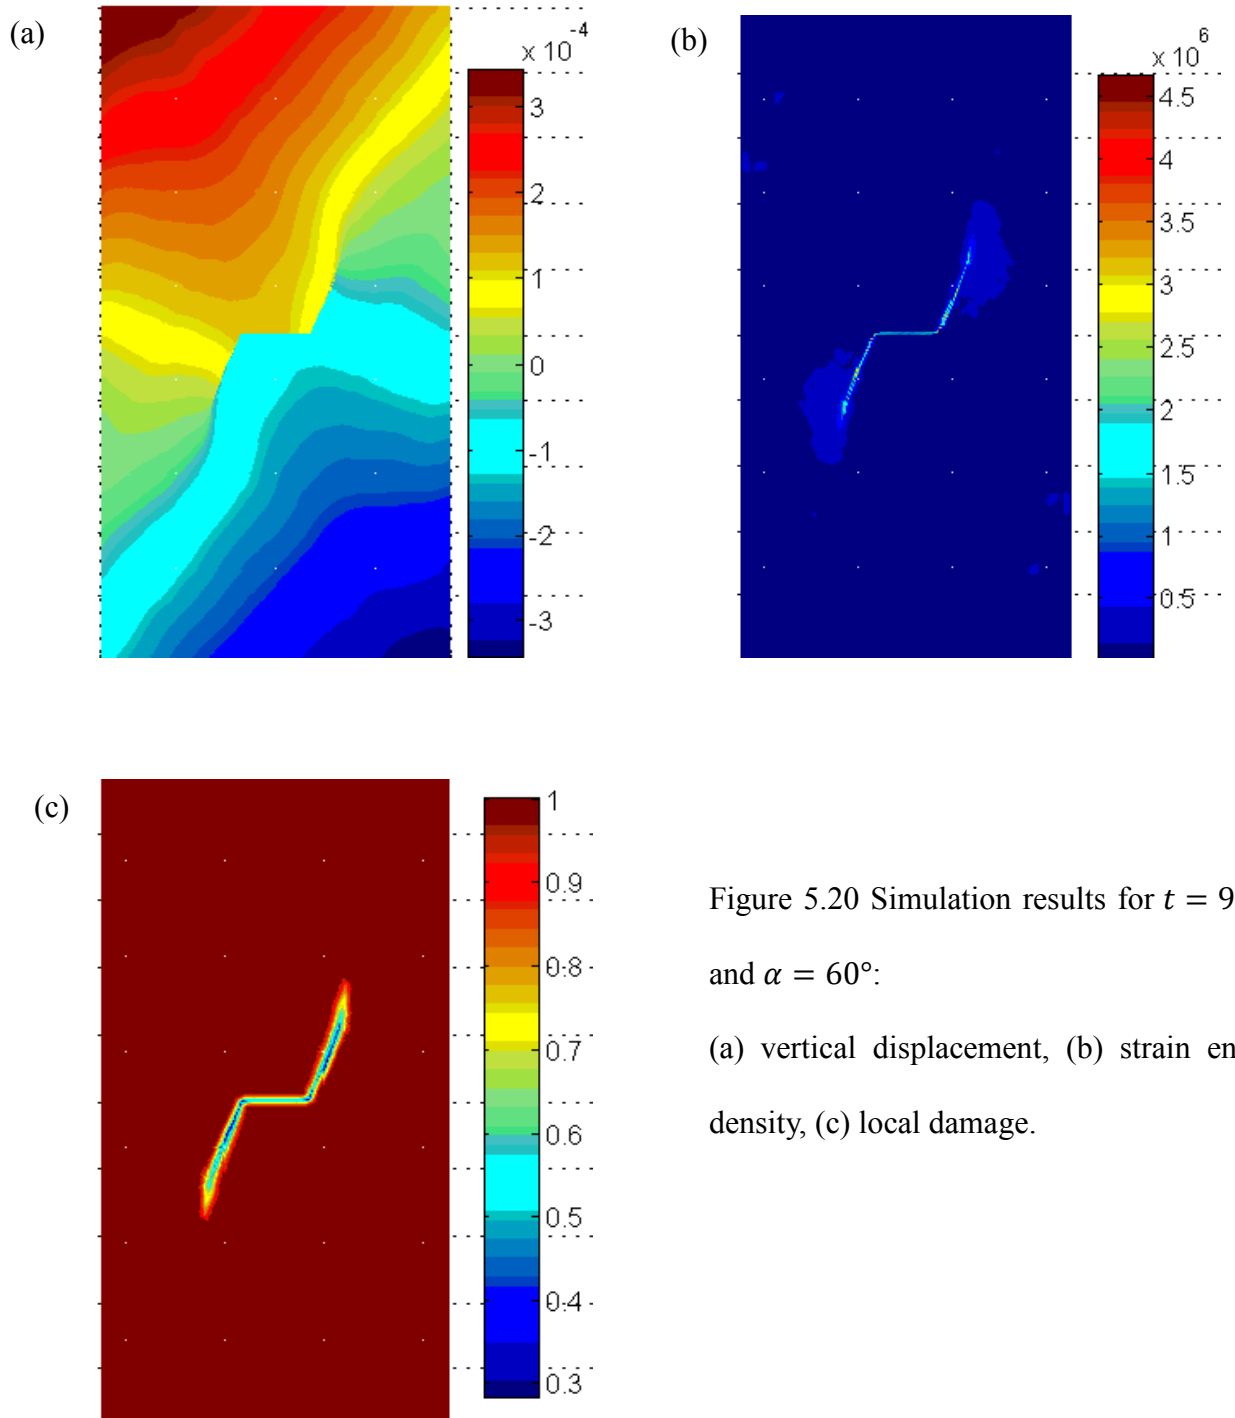 (a)
x 10^-4
3
2
1
0
-1
-2
-3
(b)
x 10^6
4.5
4
3.5
3
2.5
2
1.5
1
0.5
(c)
1
0.9
0.8
0.7
0.6
0.5
0.4
0.3
Figure 5.20 Simulation results for t = 9
and α = 60°:
(a) vertical displacement, (b) strain en
density, (c) local damage.